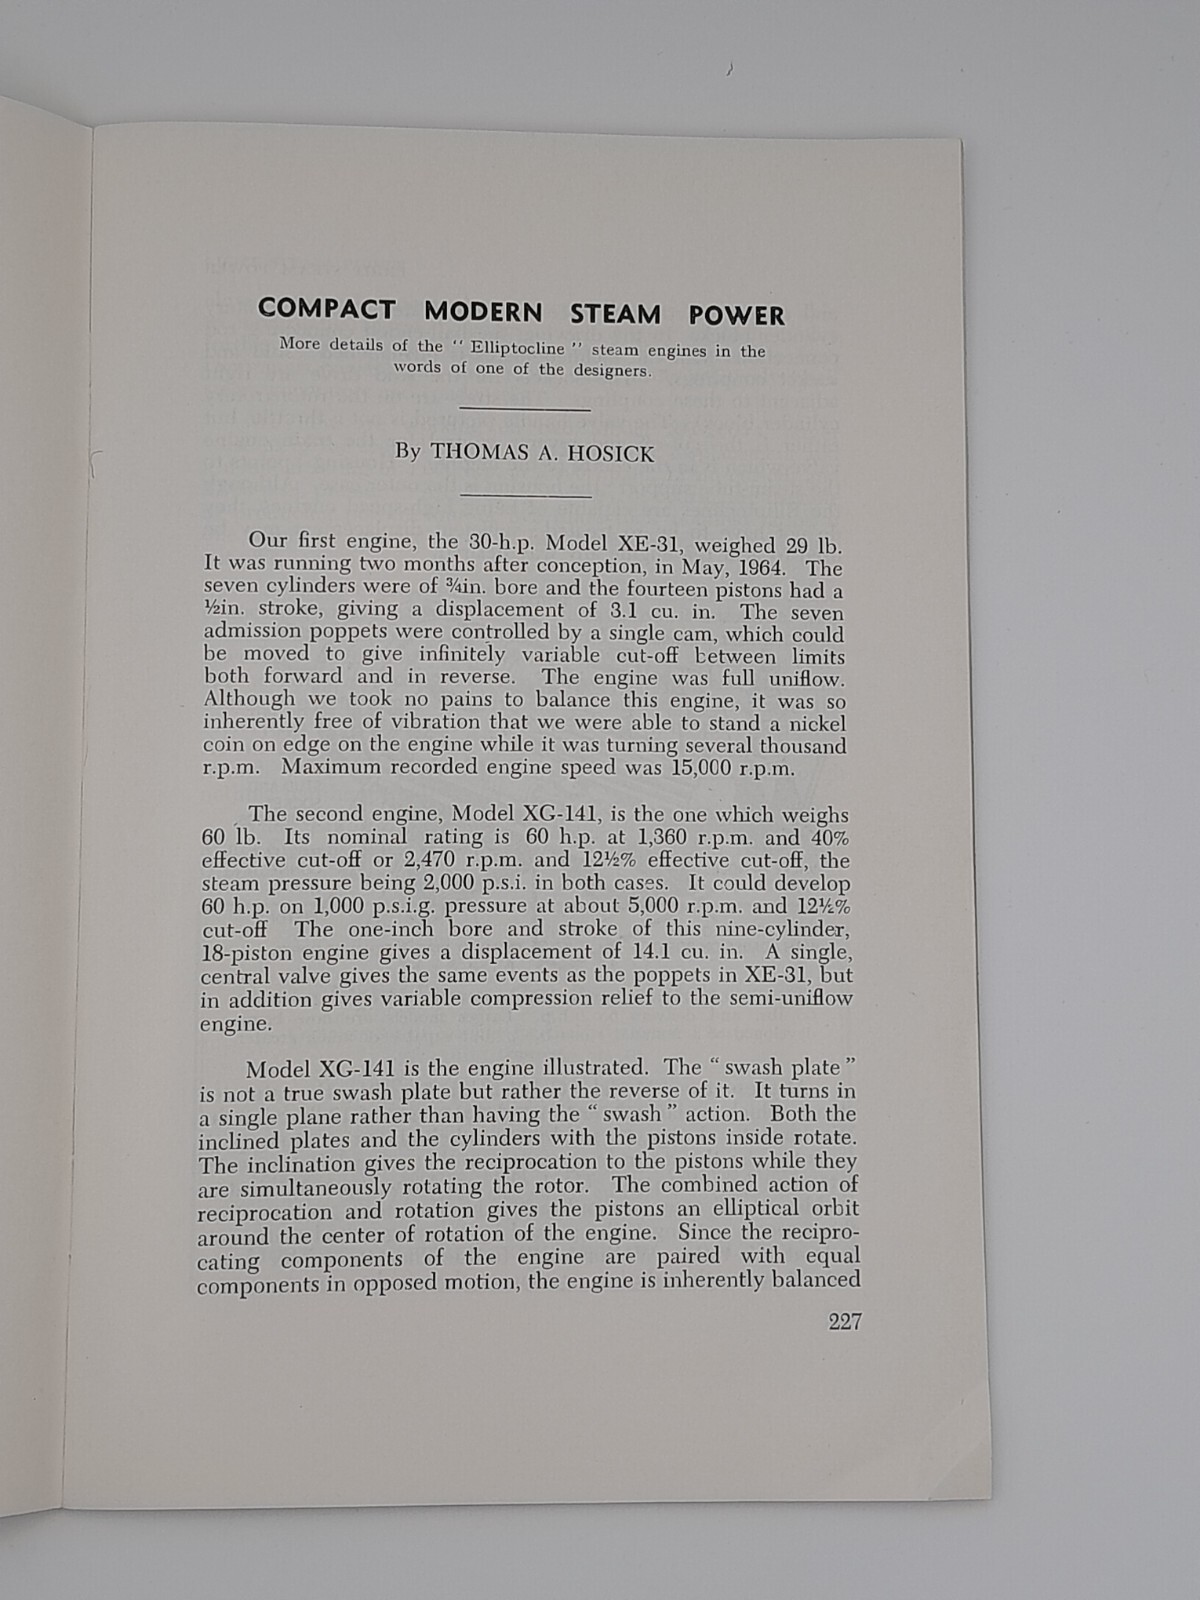 COMPACT MODERN STEAM POWER
More details of the "Elliptocline" steam engines in the
words of one of the designers.
By THOMAS A. HOSICK
Our first engine, the 30-h.p. Model XE-31, weighed 29 lb.
It was running two months after conception, in May, 1964. The
seven cylinders were of ¾in. bore and the fourteen pistons had a
½in. stroke, giving a displacement of 3.1 cu. in. The seven
admission poppets were controlled by a single cam, which could
be moved to give infinitely variable cut-off between limits
both forward and in reverse. The engine was full uniflow.
Although we took no pains to balance this engine, it was so
inherently free of vibration that we were able to stand a nickel
coin on edge on the engine while it was turning several thousand
r.p.m. Maximum recorded engine speed was 15,000 r.p.m.
The second engine, Model XG-141, is the one which weighs
60 lb. Its nominal rating is 60 h.p. at 1,360 r.p.m. and 40%
effective cut-off or 2,470 r.p.m. and 12½% effective cut-off, the
steam pressure being 2,000 p.s.i. in both cases. It could develop
60 h.p. on 1,000 p.s.i.g. pressure at about 5,000 r.p.m. and 12½%
cut-off The one-inch bore and stroke of this nine-cylinder,
18-piston engine gives a displacement of 14.1 cu. in. A single,
central valve gives the same events as the poppets in XE-31, but
in addition gives variable compression relief to the semi-uniflow
engine.
Model XG-141 is the engine illustrated. The "swash plate"
is not a true swash plate but rather the reverse of it. It turns in
a single plane rather than having the "swash" action. Both the
inclined plates and the cylinders with the pistons inside rotate.
The inclination gives the reciprocation to the pistons while they
are simultaneously rotating the rotor. The combined action of
reciprocation and rotation gives the pistons an elliptical orbit
around the center of rotation of the engine. Since the recipro-
cating components of the engine are paired with equal
components in opposed motion, the engine is inherently balanced
227